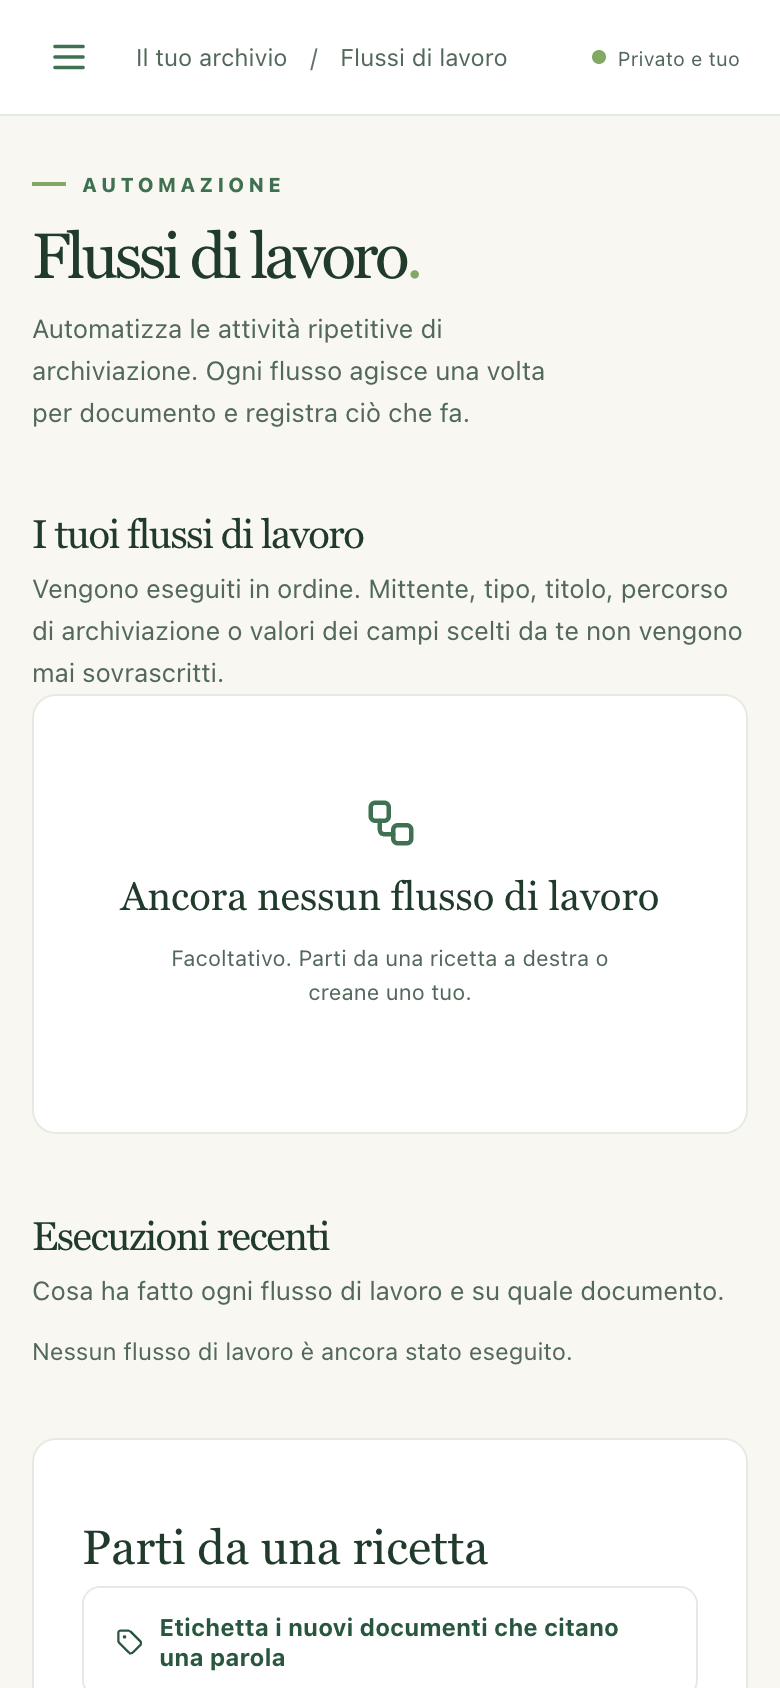 Il tuo archivio / Flussi di lavoro
Privato e tuo
AUTOMAZIONE
Flussi di lavoro.
Automatizza le attività ripetitive di
archiviazione. Ogni flusso agisce una volta
per documento e registra ciò che fa.
I tuoi flussi di lavoro
Vengono eseguiti in ordine. Mittente, tipo, titolo, percorso
di archiviazione o valori dei campi scelti da te non vengono
mai sovrascritti.
Ancora nessun flusso di lavoro
Facoltativo. Parti da una ricetta a destra o
creane uno tuo.
Esecuzioni recenti
Cosa ha fatto ogni flusso di lavoro e su quale documento.
Nessun flusso di lavoro è ancora stato eseguito.
Parti da una ricetta
Etichetta i nuovi documenti che citano
una parola